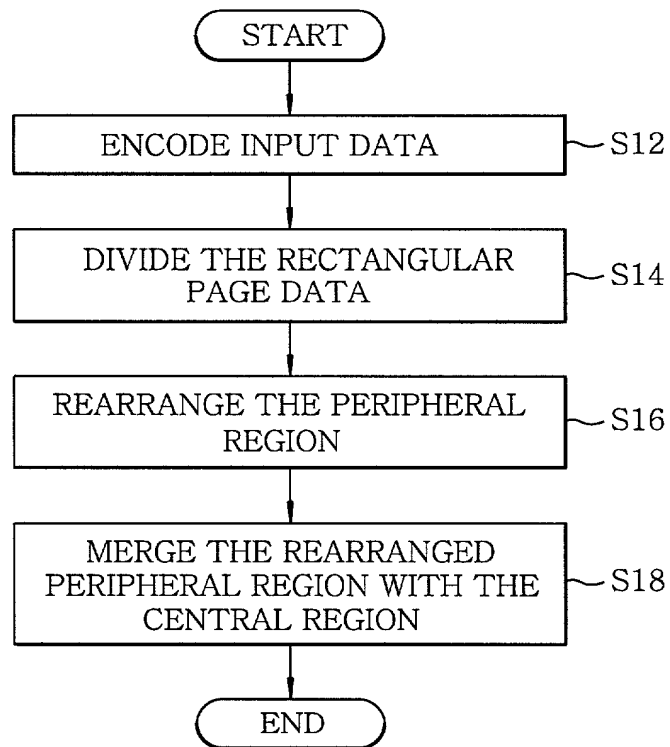 START
ENCODE INPUT DATA
S12
DIVIDE THE RECTANGULAR
PAGE DATA
S14
REARRANGE THE PERIPHERAL
REGION
S16
MERGE THE REARRANGED
PERIPHERAL REGION WITH THE
CENTRAL REGION
S18
END